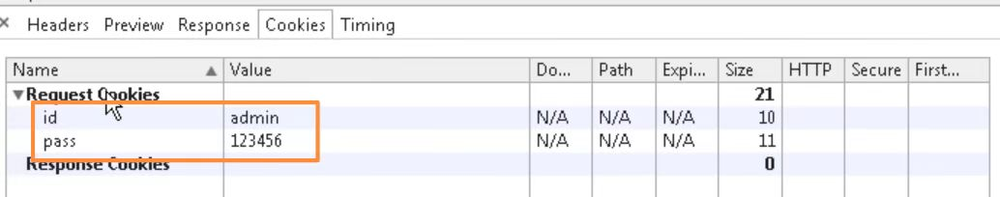 × Headers Preview Response Cookies Timing
Name ▲ Value Do... Path Expi... Size HTTP Secure First...
▼Request Cookies 21
id admin N/A N/A N/A 10
pass 123456 N/A N/A N/A 11
Response Cookies 0